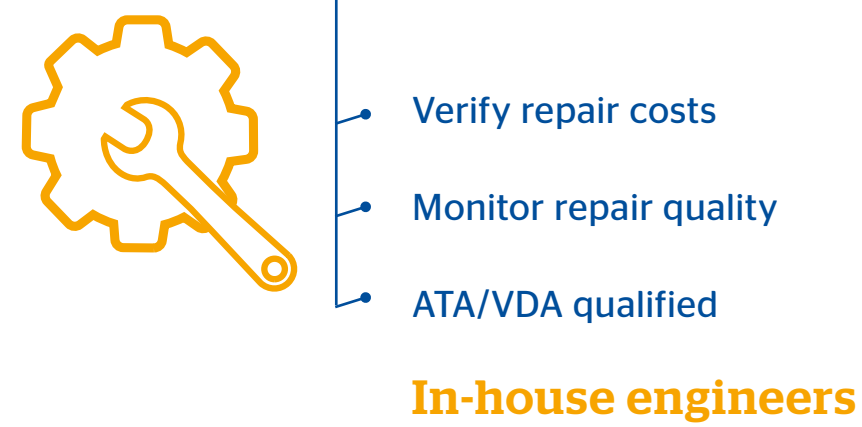 Verify repair costs
Monitor repair quality
ATA/VDA qualified
In-house engineers